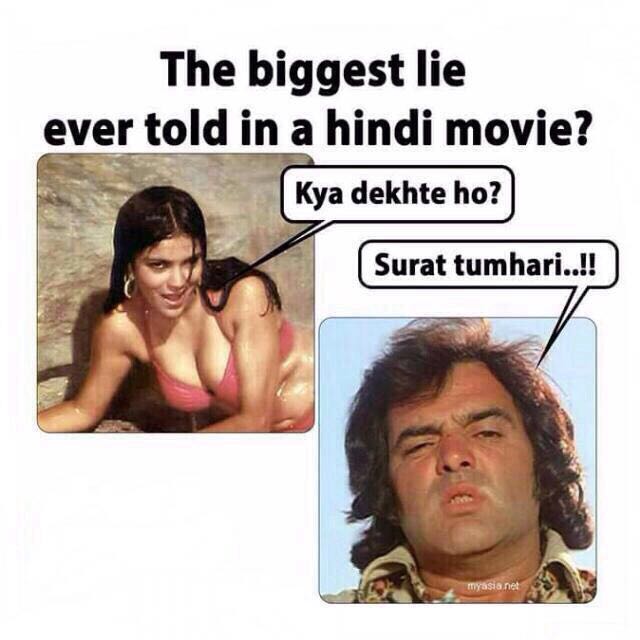 The biggest lie
ever told in a hindi movie?
Kya dekhte ho?
Surat tumhari..!!
myasia.net